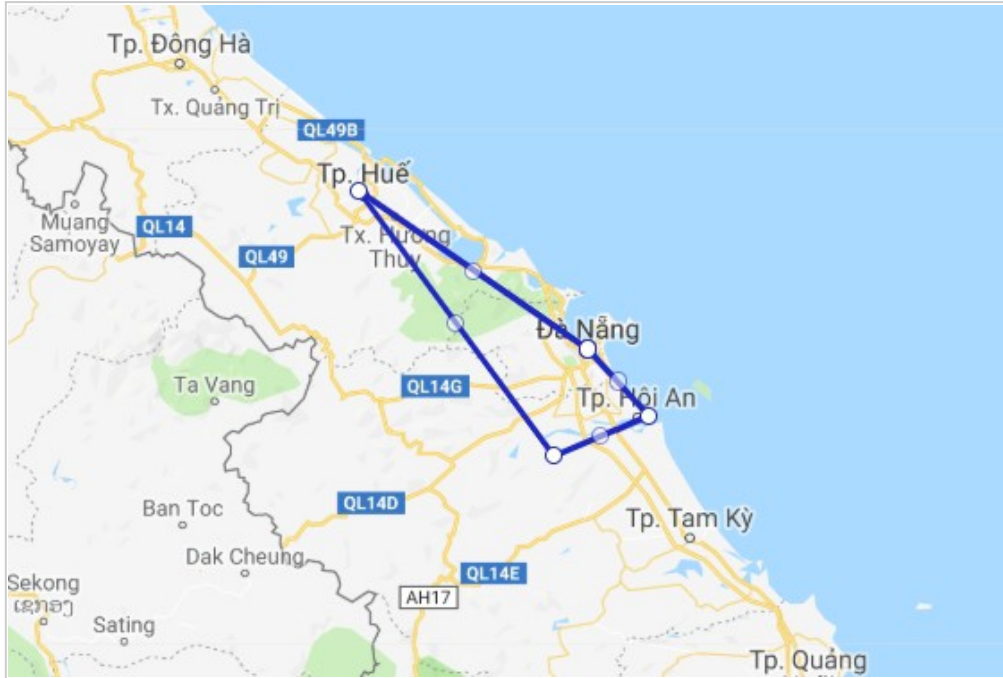 Tp. Đông Hà
Tx. Quảng Trị
QL49B
Tp. Huế
Muang
Samoyay
QL14
QL49
Tx. Hương
Thủy
Đà Nẵng
Ta Vang
QL14G
Tp. Hội An
QL14D
Ban Toc
Tp. Tam Kỳ
Dak Cheung
QL14E
Sekong
ເຊກອງ
AH17
Sating
Tp. Quảng